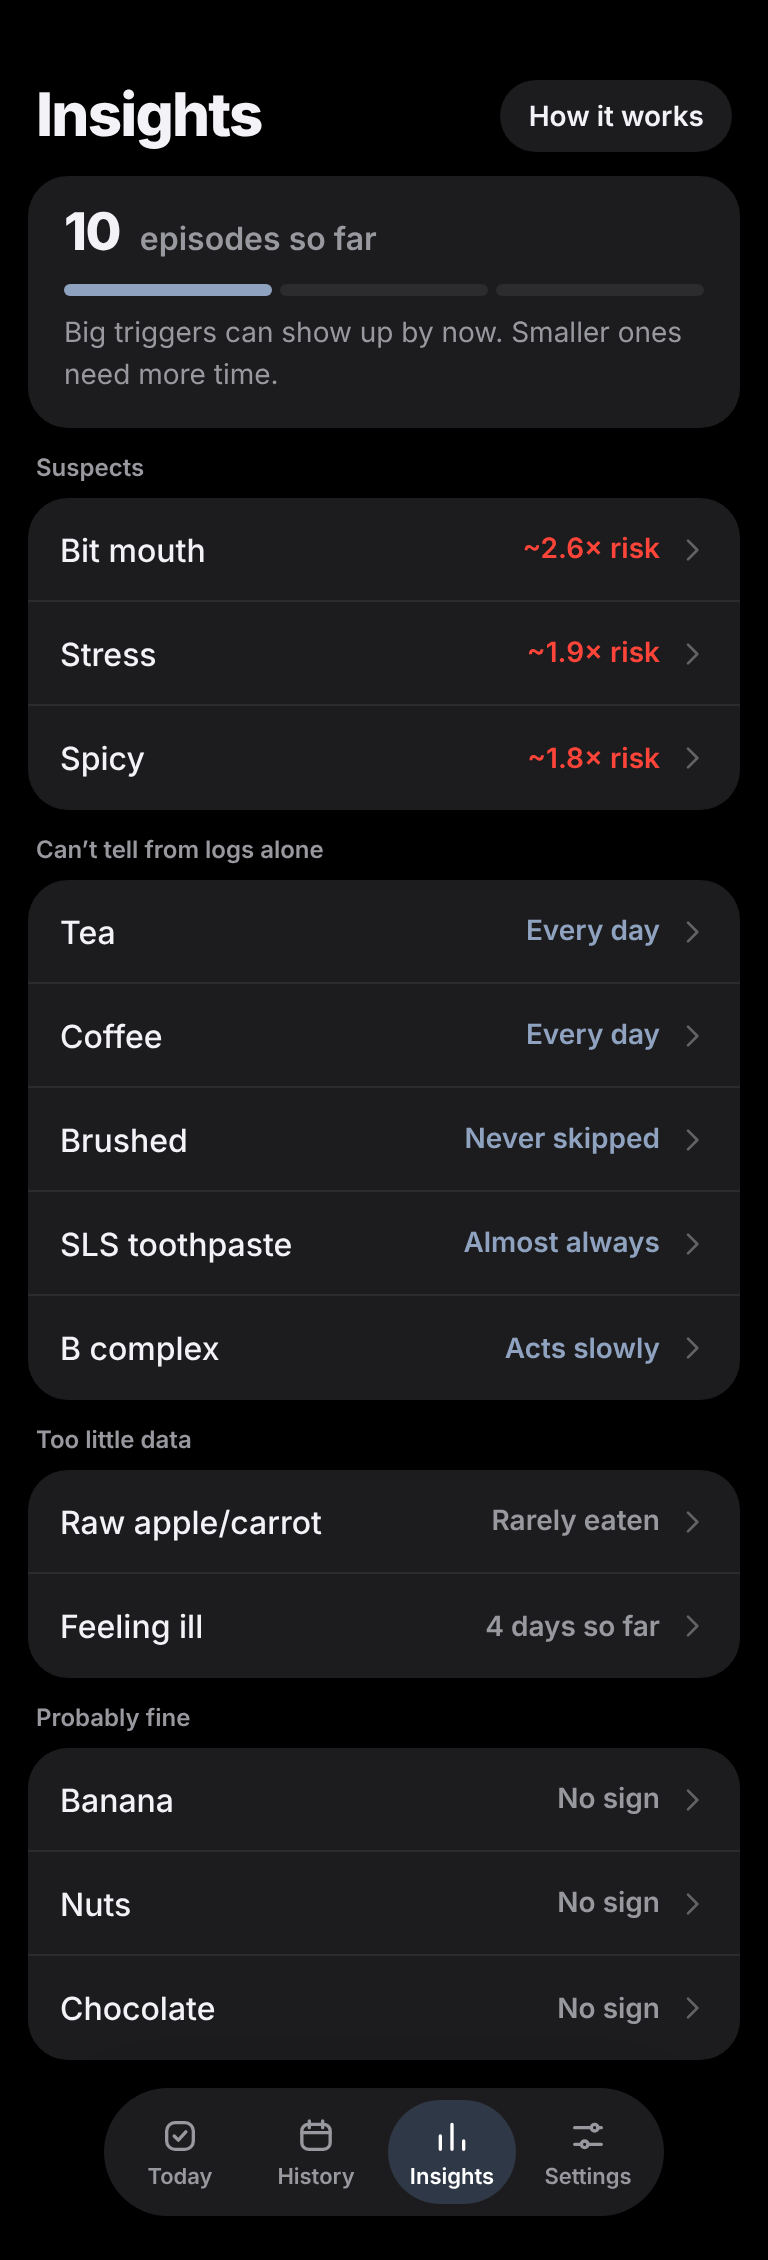 Insights
How it works
10 episodes so far
Big triggers can show up by now. Smaller ones
need more time.
Suspects
Bit mouth ~2.6× risk
Stress ~1.9× risk
Spicy ~1.8× risk
Can’t tell from logs alone
Tea Every day
Coffee Every day
Brushed Never skipped
SLS toothpaste Almost always
B complex Acts slowly
Too little data
Raw apple/carrot Rarely eaten
Feeling ill 4 days so far
Probably fine
Banana No sign
Nuts No sign
Chocolate No sign
Today History Insights Settings